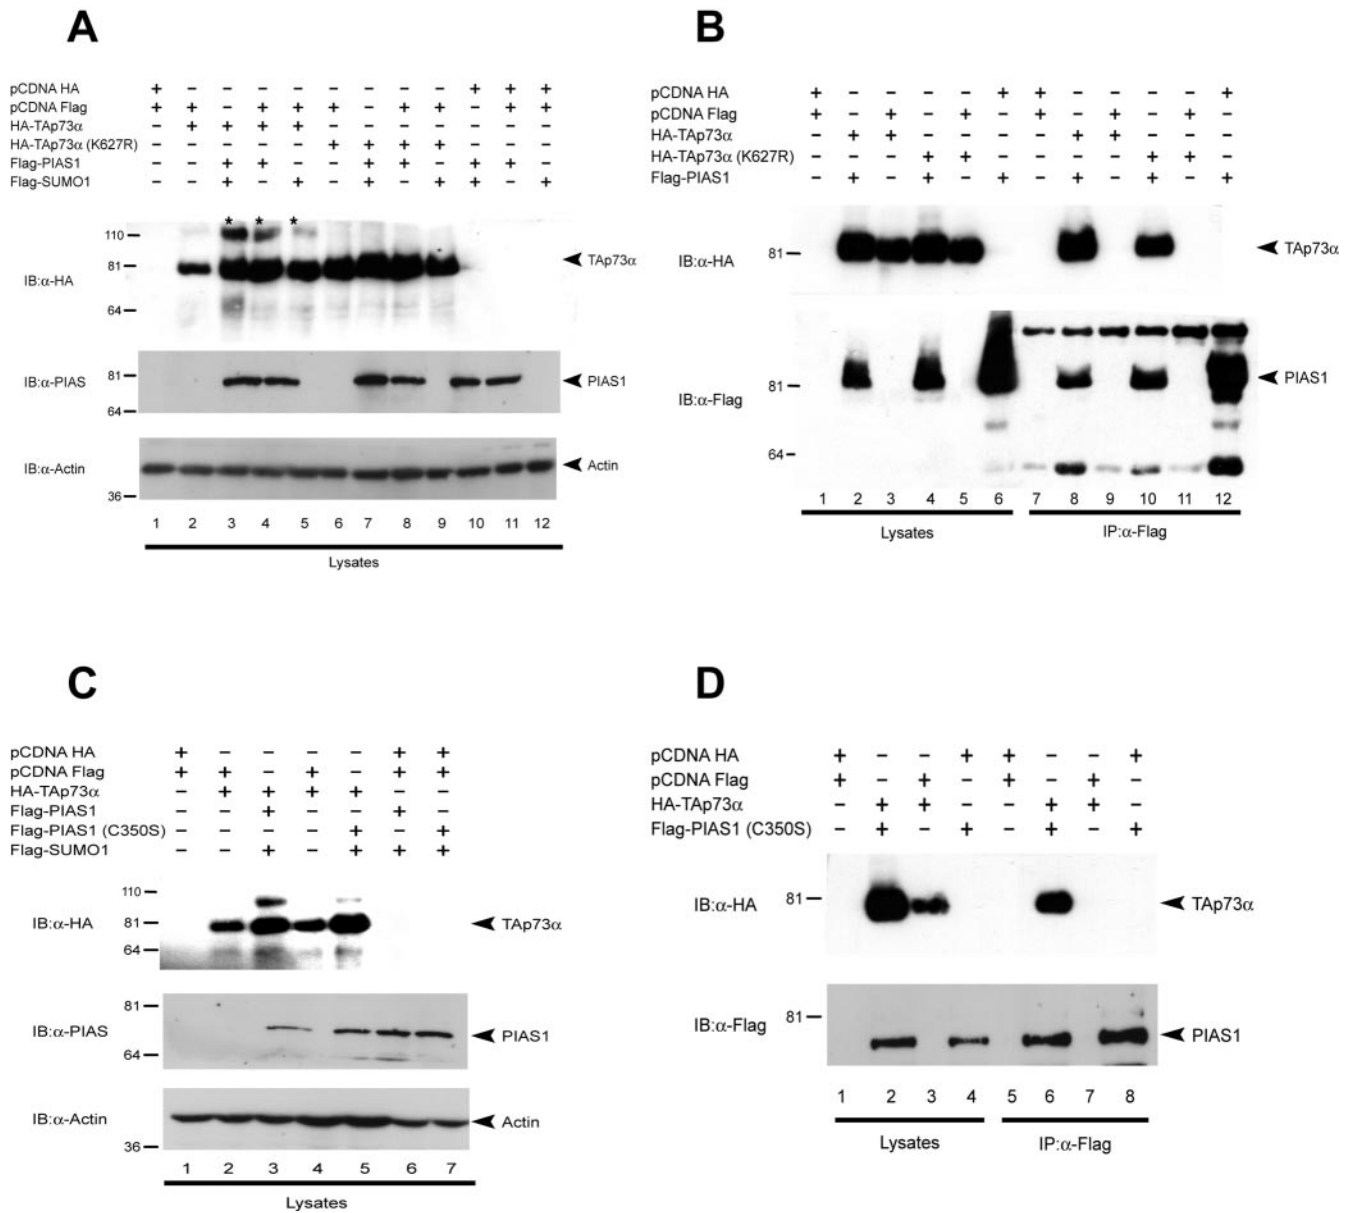 A
pCDNA HA + – – – – – – – – + + +
pCDNA Flag + + – + + + – + + – + +
HA-TAp73α – + + + + – – – – – – –
HA-TAp73α (K627R) – – – – – + + + + – – –
Flag-PIAS1 – – + + – – + + – + + –
Flag-SUMO1 – – + – + – + – + + – +
* * *
110
81
64
IB:α-HA
TAp73α
IB:α-PIAS
81
64
PIAS1
IB:α-Actin
36
Actin
1 2 3 4 5 6 7 8 9 10 11 12
Lysates
B
pCDNA HA + – – – – + + – – – – +
pCDNA Flag + – + – + – + – + – + –
HA-TAp73α – + + – – – – + + – – –
HA-TAp73α (K627R) – – – + + – – – – + + –
Flag-PIAS1 – + – + – + – + – + – +
IB:α-HA
81
TAp73α
IB:α-Flag
81
64
PIAS1
1 2 3 4 5 6 7 8 9 10 11 12
Lysates
IP:α-Flag
C
pCDNA HA + – – – – + +
pCDNA Flag + + – + – + +
HA-TAp73α – + + + + – –
Flag-PIAS1 – – + – – + –
Flag-PIAS1 (C350S) – – – – + – +
Flag-SUMO1 – – + – + + +
110
81
64
IB:α-HA
TAp73α
81
IB:α-PIAS
64
PIAS1
IB:α-Actin
36
Actin
1 2 3 4 5 6 7
Lysates
D
pCDNA HA + – – + + – – +
pCDNA Flag + – + – + – + –
HA-TAp73α – + + – – + + –
Flag-PIAS1 (C350S) – + – + – + – +
IB:α-HA
81
TAp73α
IB:α-Flag
81
PIAS1
1 2 3 4 5 6 7 8
Lysates
IP:α-Flag